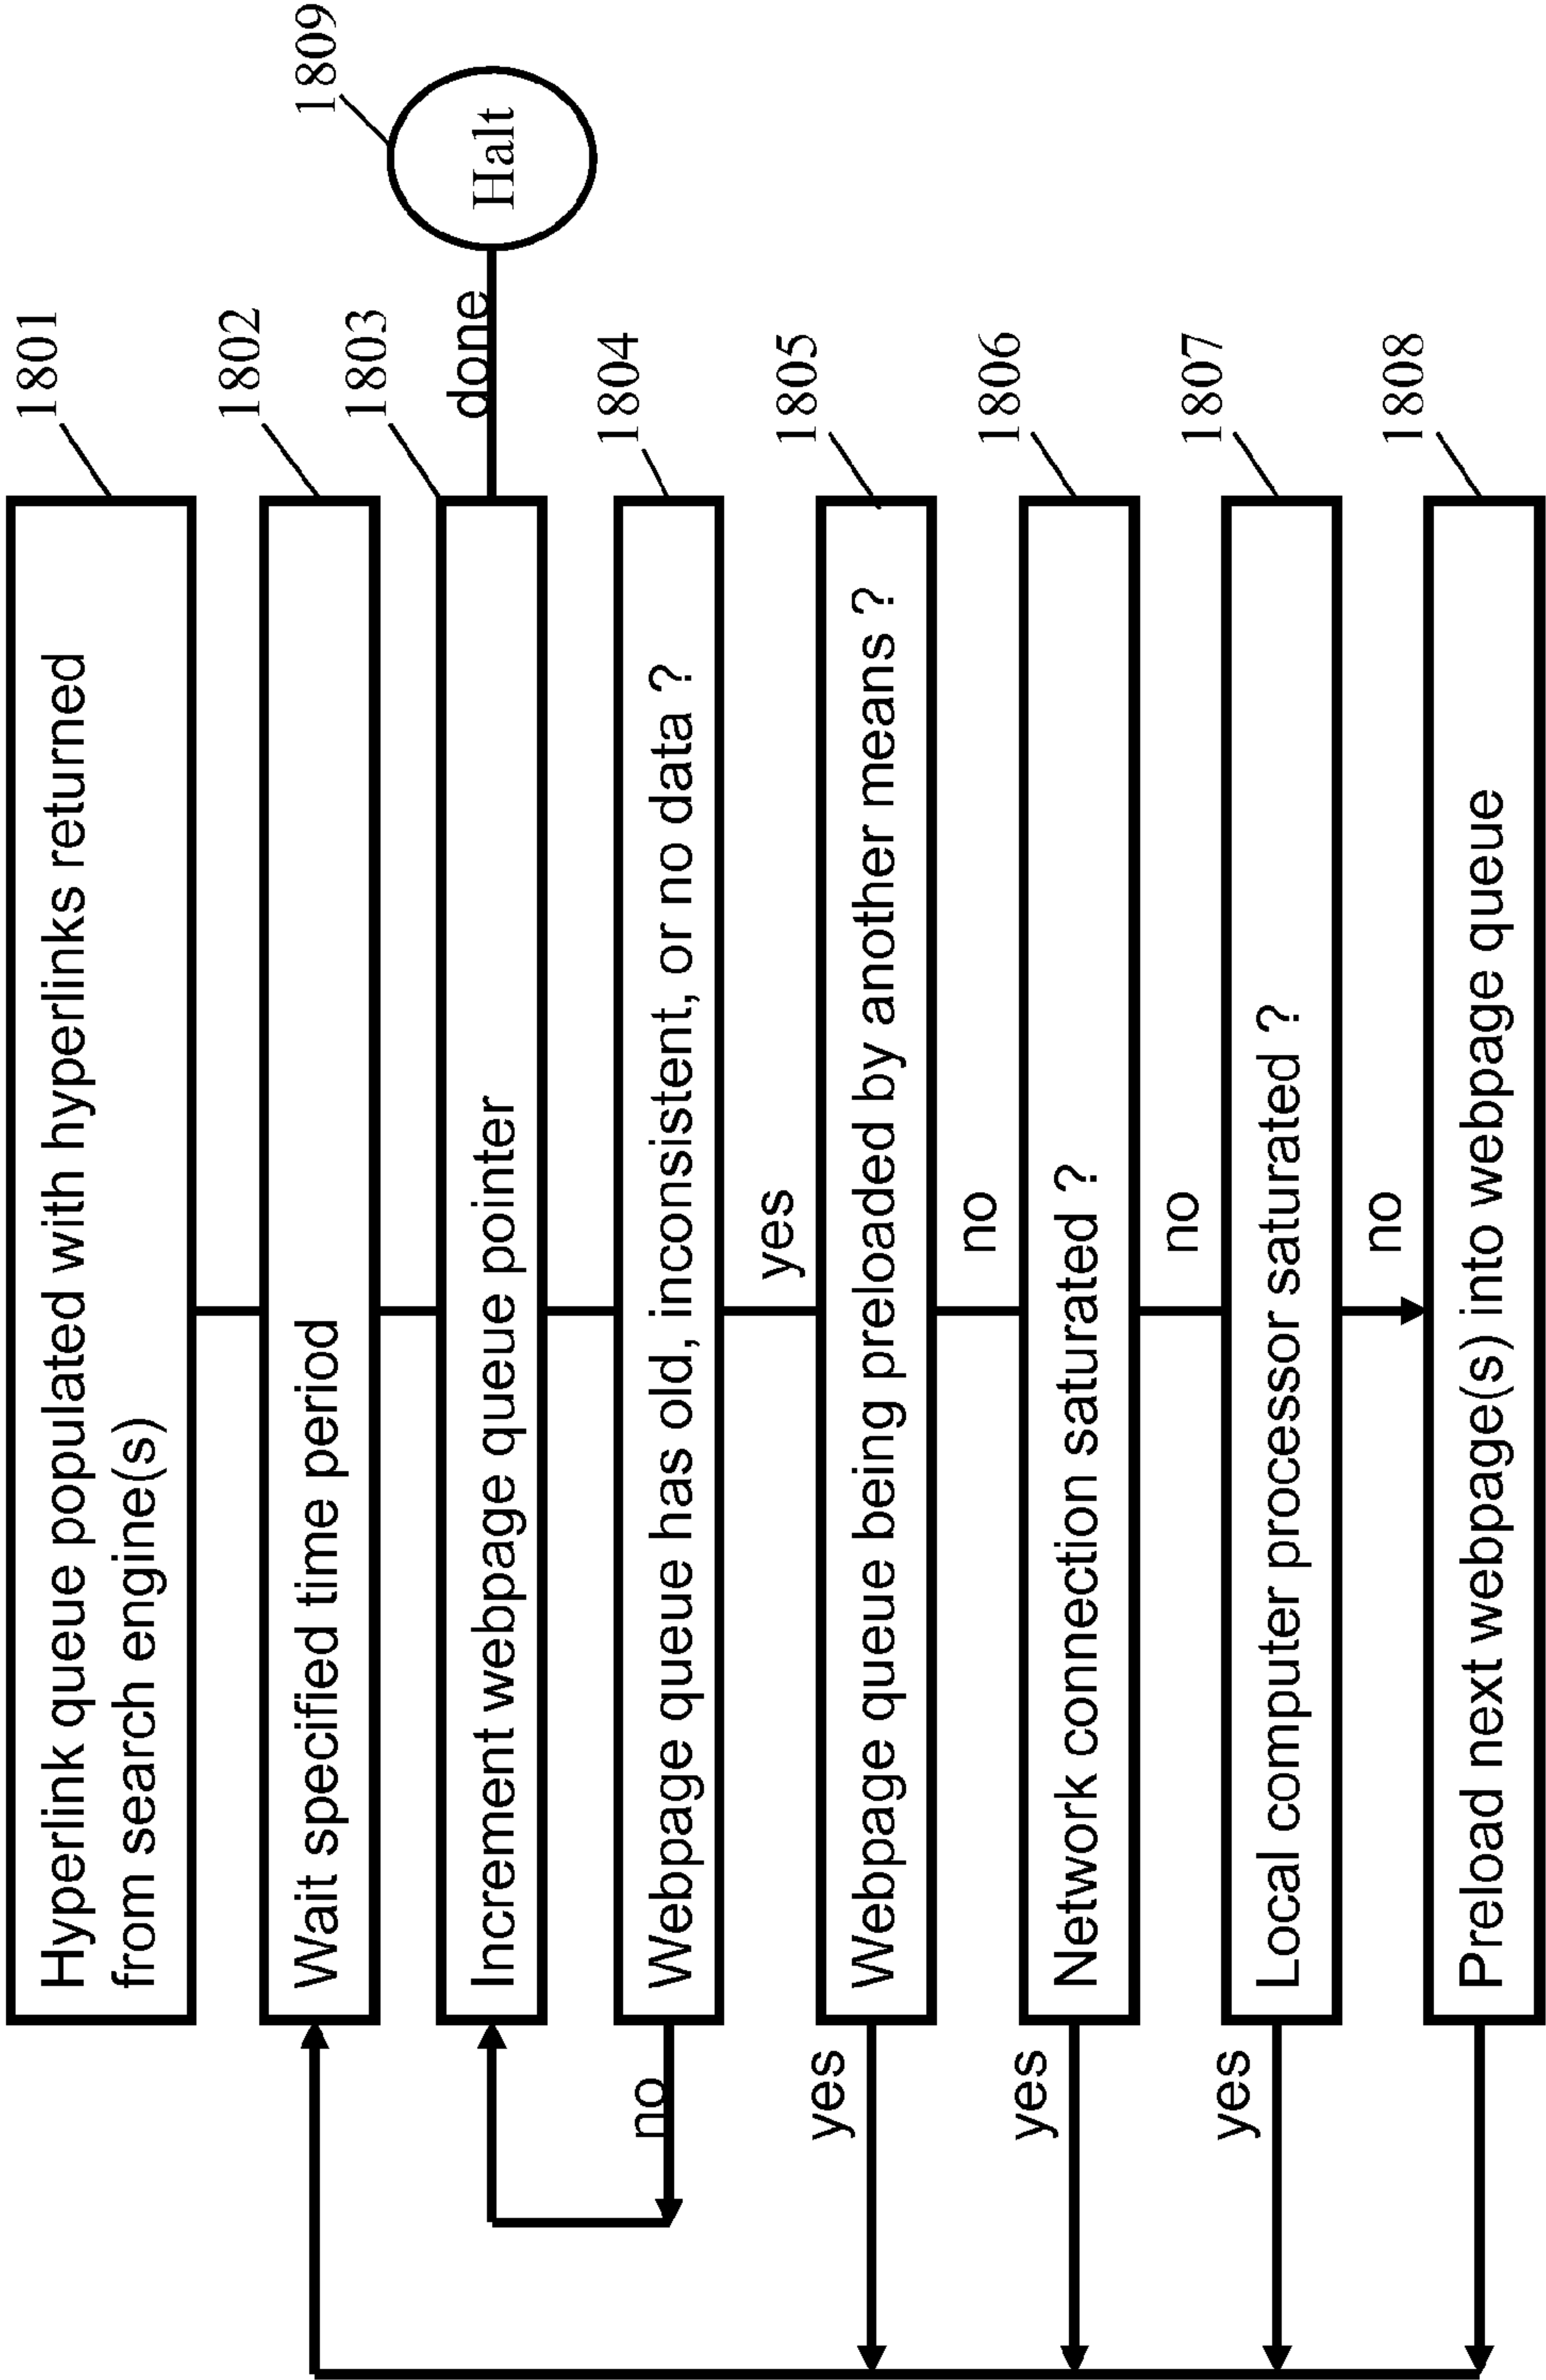 Hyperlink queue populated with hyperlinks returned
from search engine(s)
1801
Wait specified time period
1802
Increment webpage queue pointer
1803
done
Halt
1809
Webpage queue has old, inconsistent, or no data ?
1804
no
yes
Webpage queue being preloaded by another means ?
1805
yes
no
Network connection saturated ?
1806
yes
no
Local computer processor saturated ?
1807
yes
no
Preload next webpage(s) into webpage queue
1808